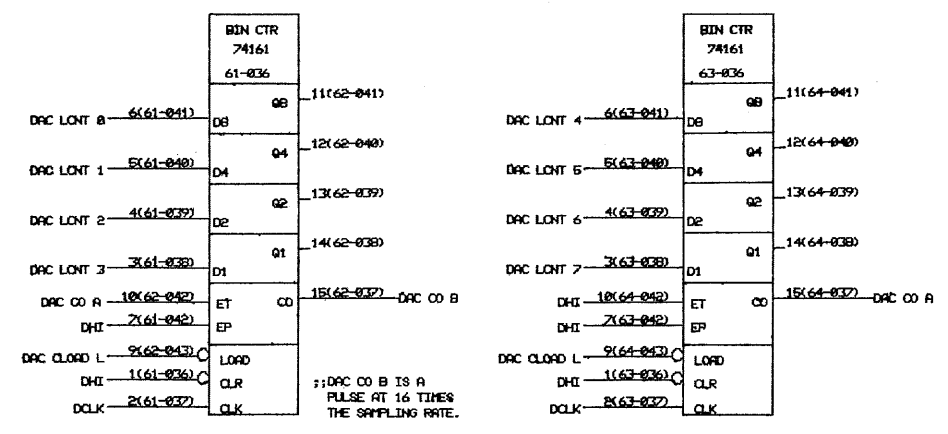 BIN CTR
74161
61-036
DAC LCNT 0 6(61-041) D8 Q8 11(62-041)
DAC LCNT 1 5(61-040) D4 Q4 12(62-040)
DAC LCNT 2 4(61-039) D2 Q2 13(62-039)
DAC LCNT 3 3(61-038) D1 Q1 14(62-038)
DAC CO A 10(62-042) ET CO 15(62-037) DAC CO B
DHI 7(61-042) EP
DAC CLOAD L 9(62-043) LOAD
DHI 1(61-036) CLR
DCLK 2(61-037) CLK
;;DAC CO B IS A
PULSE AT 16 TIMES
THE SAMPLING RATE.
BIN CTR
74161
63-036
DAC LCNT 4 6(63-041) D8 Q8 11(64-041)
DAC LCNT 5 5(63-040) D4 Q4 12(64-040)
DAC LCNT 6 4(63-039) D2 Q2 13(64-039)
DAC LCNT 7 3(63-038) D1 Q1 14(64-038)
DHI 10(64-042) ET CO 15(64-037) DAC CO A
DHI 7(63-042) EP
DAC CLOAD L 9(64-043) LOAD
DHI 1(63-036) CLR
DCLK 2(63-037) CLK